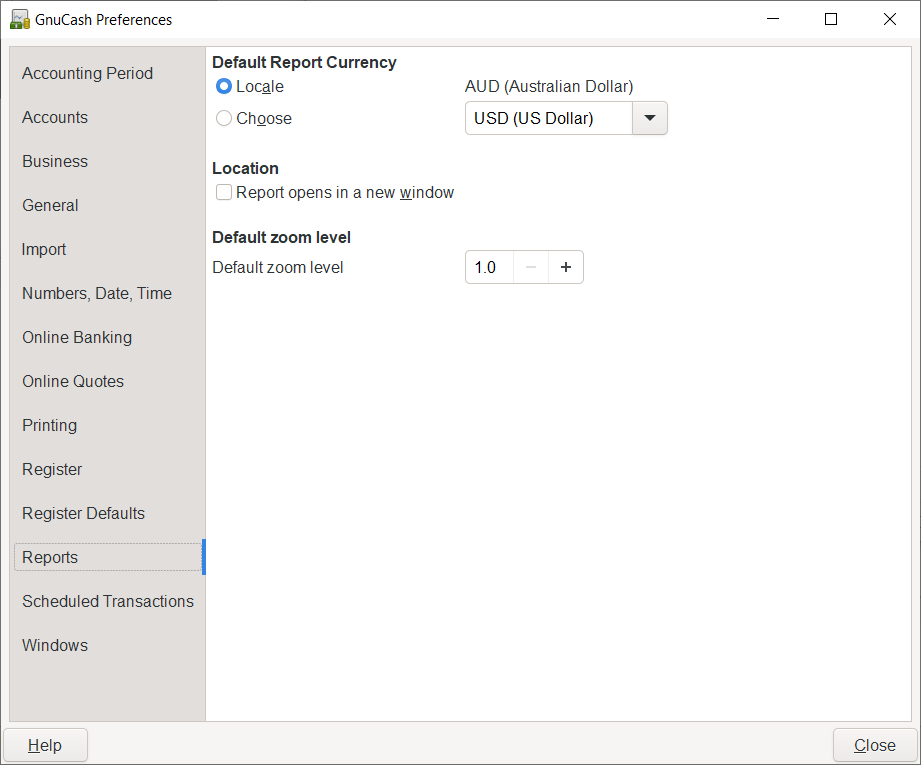 GnuCash Preferences
Accounting Period
Accounts
Business
General
Import
Numbers, Date, Time
Online Banking
Online Quotes
Printing
Register
Register Defaults
Reports
Scheduled Transactions
Windows
Default Report Currency
Locale AUD (Australian Dollar)
Choose USD (US Dollar)
Location
Report opens in a new window
Default zoom level
Default zoom level 1.0 − +
Help Close